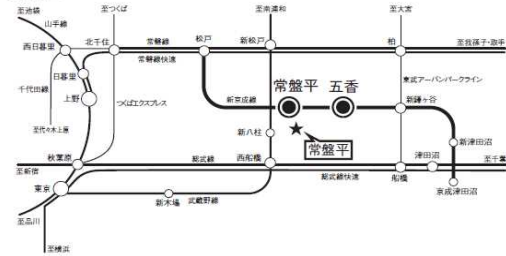 至池袋
至つくば
至南浦和
至大宮
山手線
西日暮里
北千住
常磐線
松戸
新松戸
柏
至我孫子・取手
常磐線快速
日暮里
千代田線
上野
つくばエクスプレス
新京成線
常盤平
五香
東武アーバンパークライン
新鎌ヶ谷
至代々木上原
新八柱
常盤平
新津田沼
秋葉原
総武線
西船橋
津田沼
至千葉
至新宿
総武線快速
船橋
京成津田沼
東京
新木場
武蔵野線
至品川
至横浜